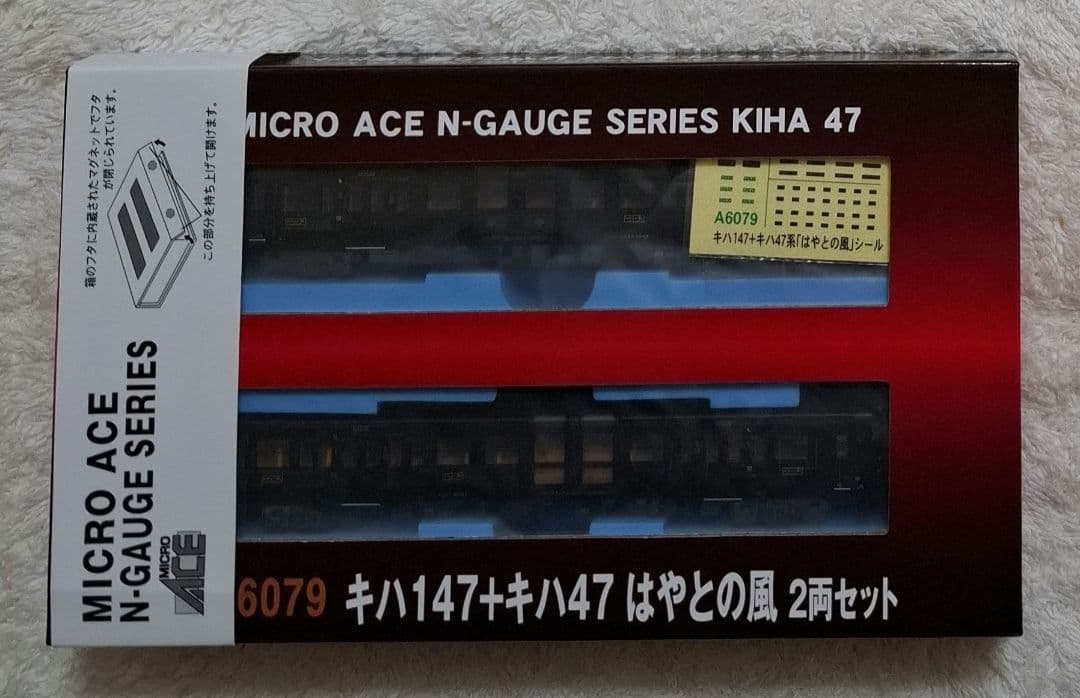 箱のフタに内蔵されたマグネットでフタ
が閉じられています。
この部分を持ち上げて開けます。
MICRO ACE
N-GAUGE SERIES
MICRO
ACE
MICRO ACE N-GAUGE SERIES KIHA 47
A6079
キハ147+キハ47系「はやとの風」シール
6079 キハ147+キハ47 はやとの風 2両セット